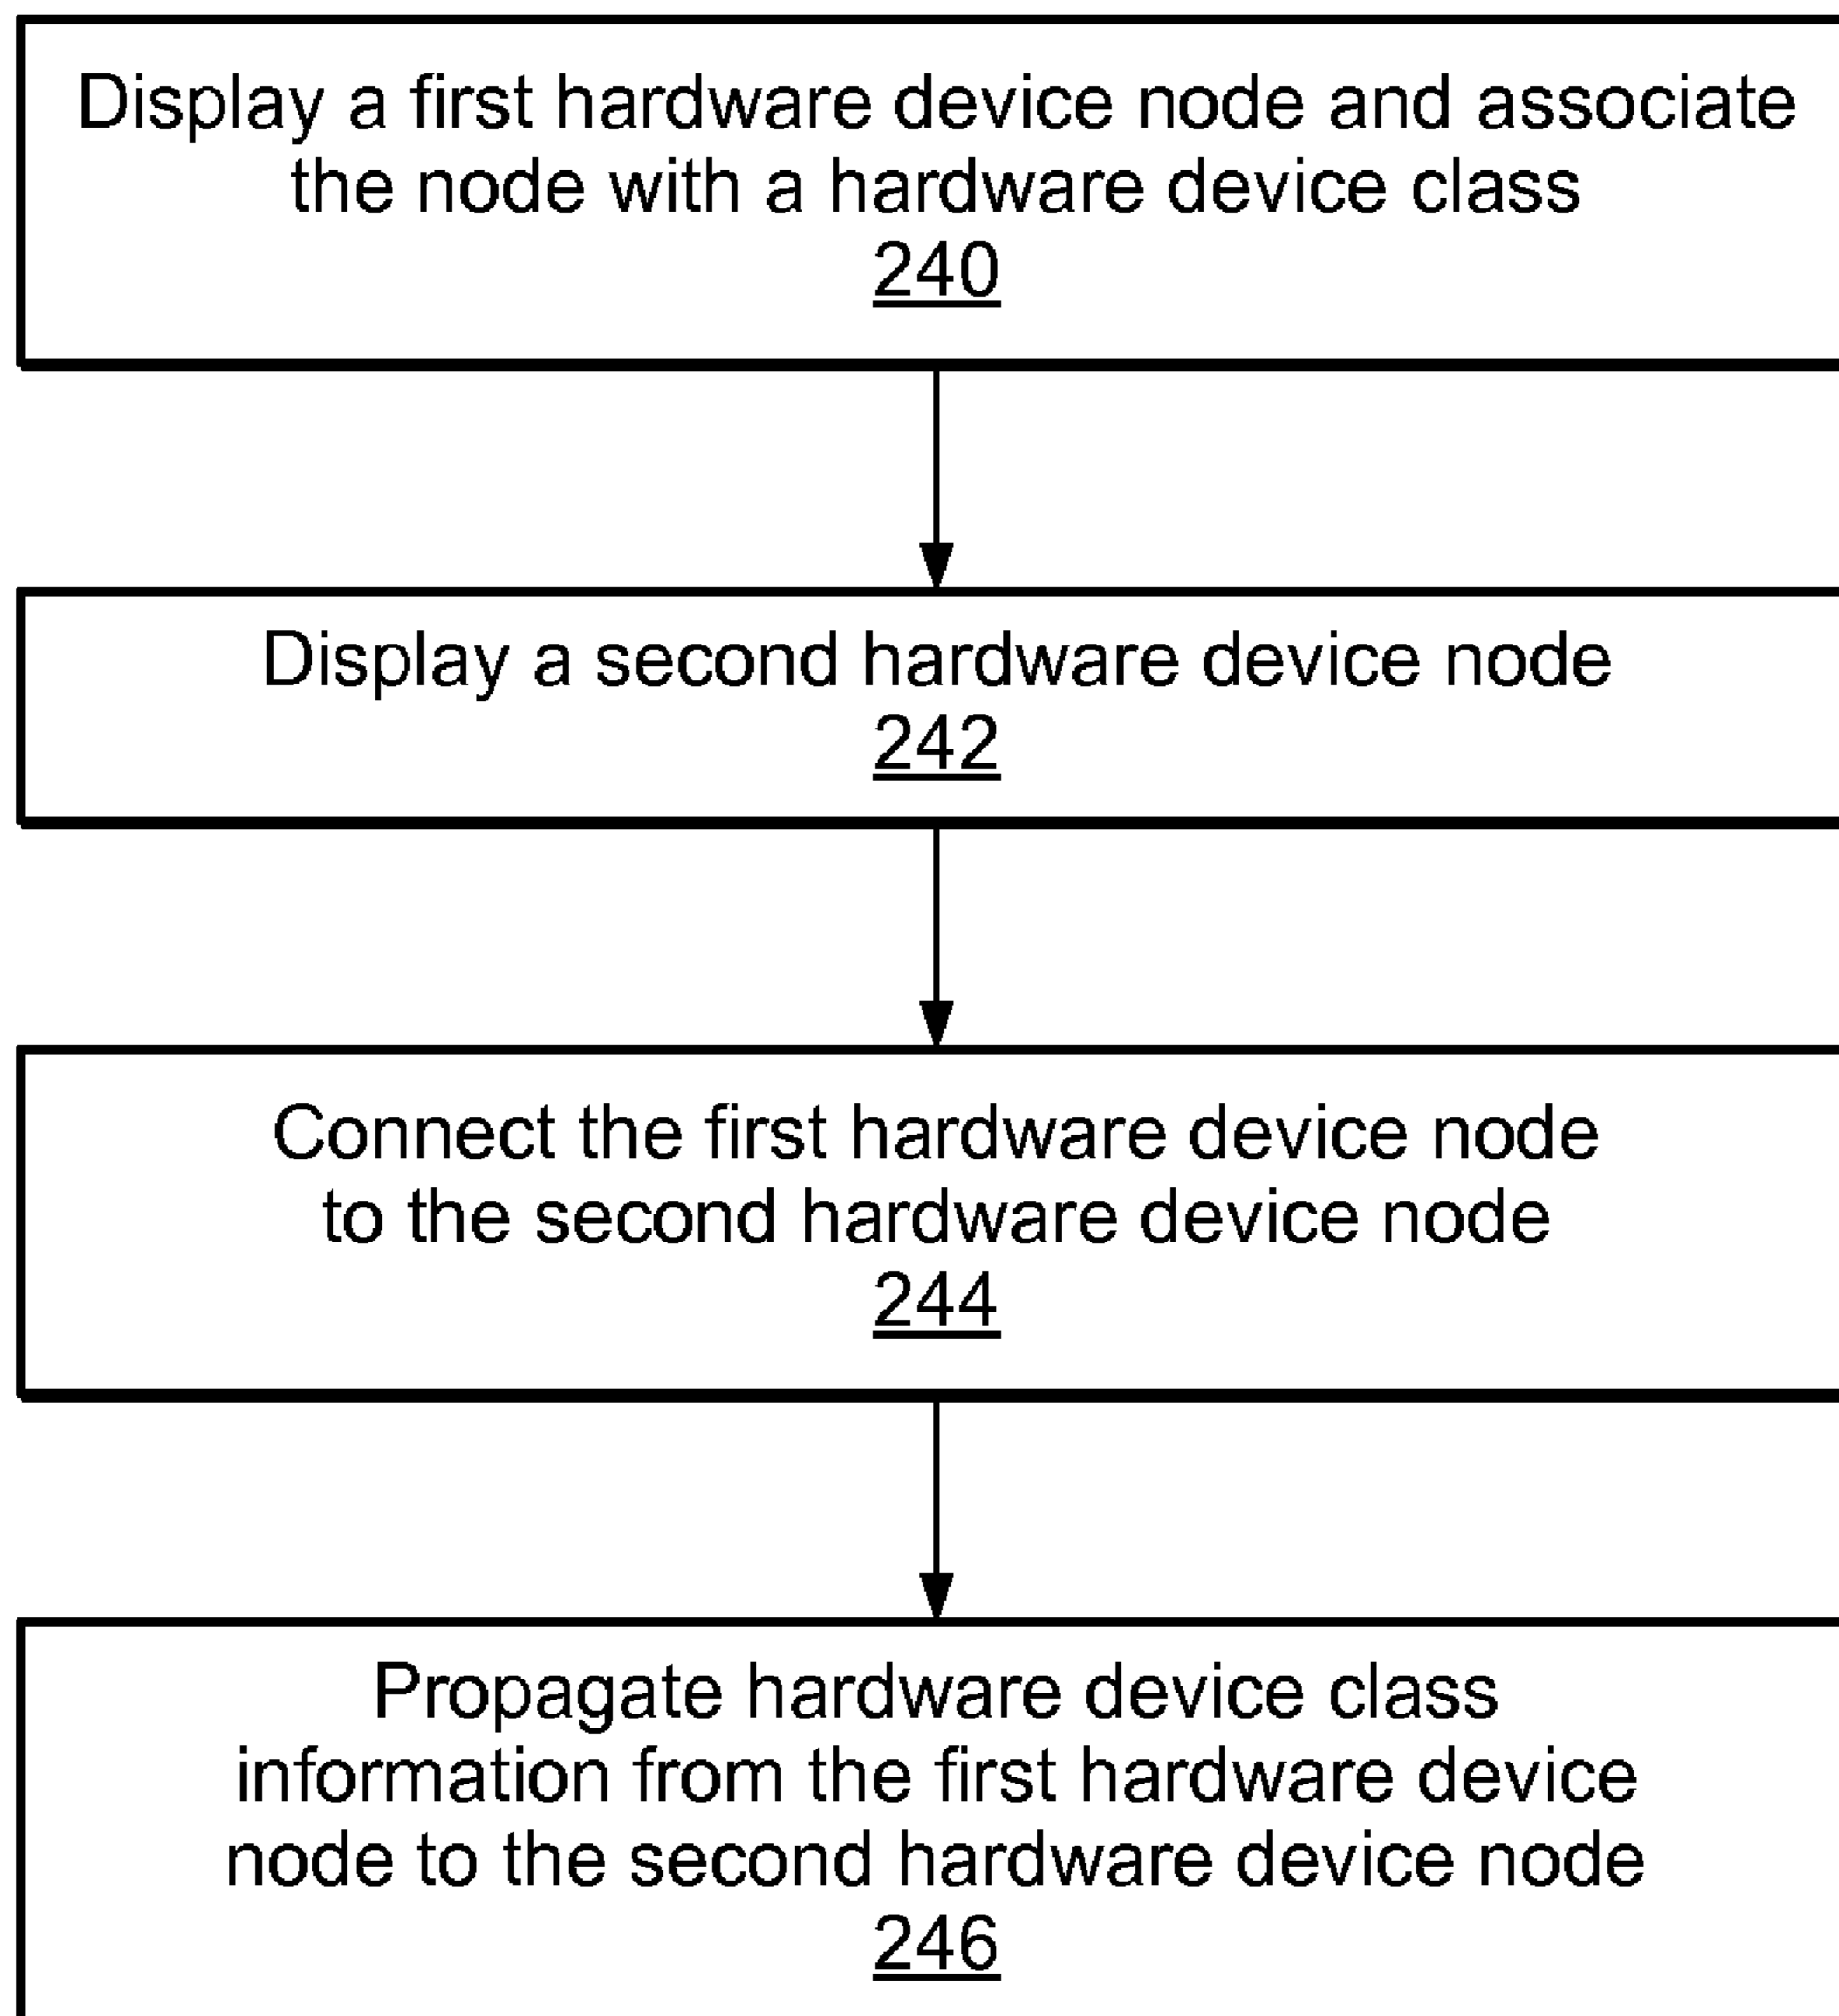 Display a first hardware device node and associate
the node with a hardware device class
240
Display a second hardware device node
242
Connect the first hardware device node
to the second hardware device node
244
Propagate hardware device class
information from the first hardware device
node to the second hardware device node
246